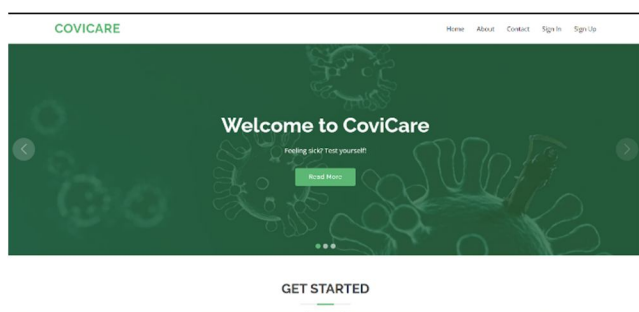 COVICARE
Home About Contact Sign In Sign Up
Welcome to CoviCare
Feeling sick? Test yourself!
Read More
GET STARTED